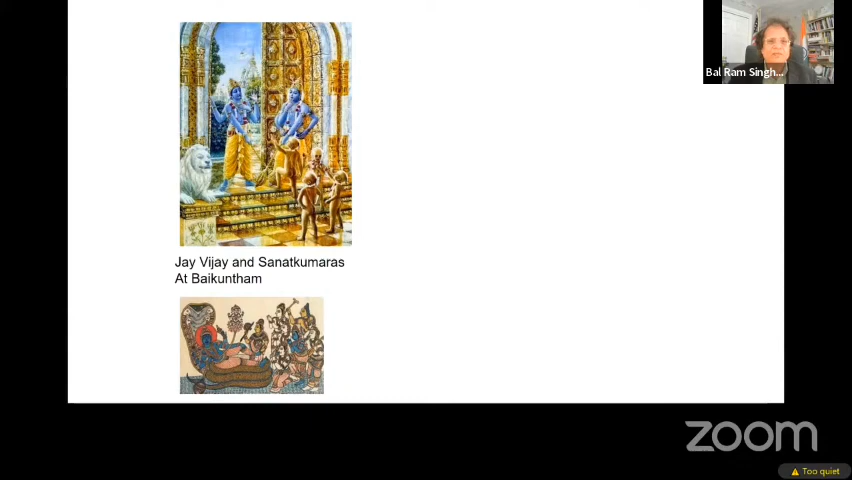 Bal Ram Singh...
Jay Vijay and Sanatkumaras
At Baikuntham
zoom
Too quiet